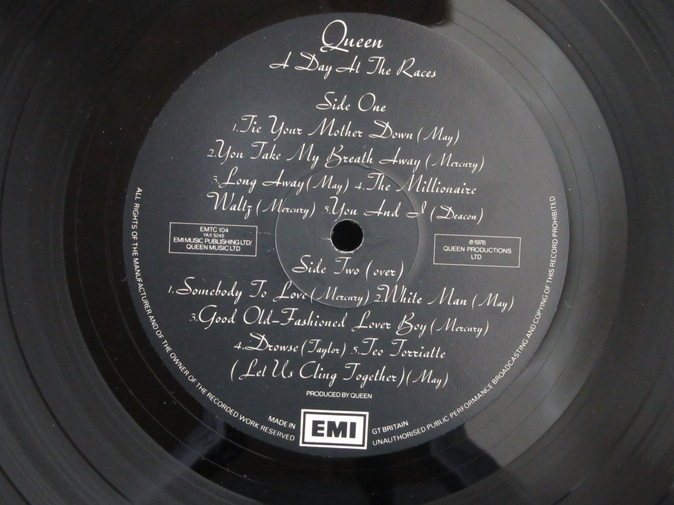 Queen
A Day At The Races
Side One
1.Tie Your Mother Down (May)
2.You Take My Breath Away (Mercury)
3.Long Away (May) 4.The Millionaire
Waltz (Mercury) 5.You And I (Deacon)
EMTC 104
YAX 5245
EMI MUSIC PUBLISHING LTD/
QUEEN MUSIC LTD
℗1976
QUEEN PRODUCTIONS
LTD
Side Two (over)
1.Somebody To Love (Mercury) 2.White Man (May)
3.Good Old-Fashioned Lover Boy (Mercury)
4.Drowse (Taylor) 5.Teo Torriatte
(Let Us Cling Together) (May)
PRODUCED BY QUEEN
MADE IN
EMI
GT BRITAIN
ALL RIGHTS OF THE MANUFACTURER AND OF THE OWNER OF THE RECORDED WORK RESERVED
UNAUTHORISED PUBLIC PERFORMANCE BROADCASTING AND COPYING OF THIS RECORD PROHIBITED